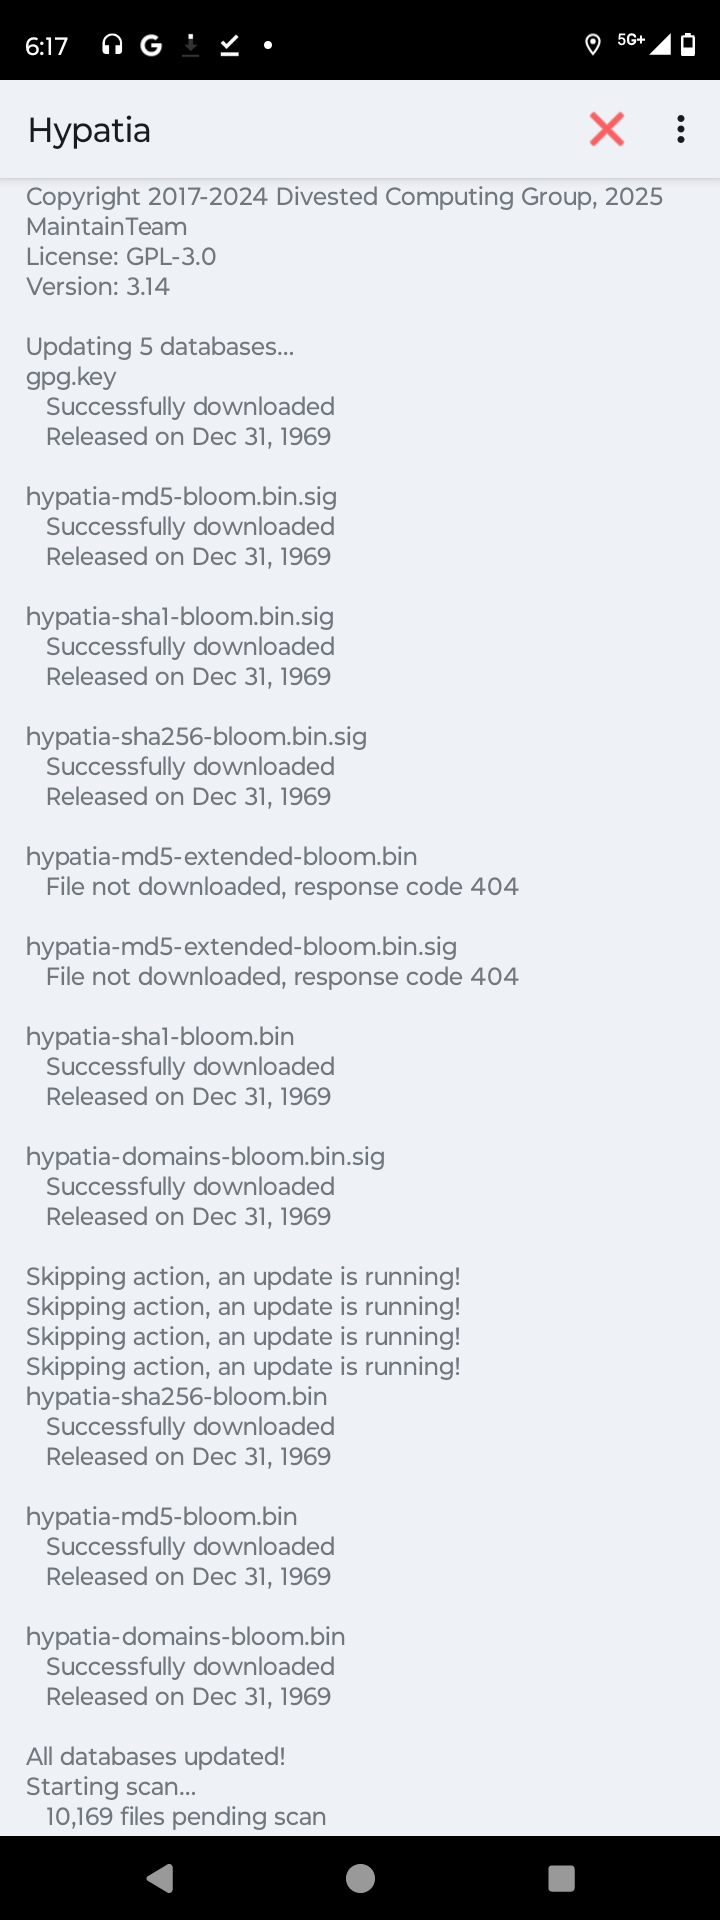 6:17
G
5G+
Hypatia
Copyright 2017-2024 Divested Computing Group, 2025
MaintainTeam
License: GPL-3.0
Version: 3.14
Updating 5 databases...
gpg.key
Successfully downloaded
Released on Dec 31, 1969
hypatia-md5-bloom.bin.sig
Successfully downloaded
Released on Dec 31, 1969
hypatia-sha1-bloom.bin.sig
Successfully downloaded
Released on Dec 31, 1969
hypatia-sha256-bloom.bin.sig
Successfully downloaded
Released on Dec 31, 1969
hypatia-md5-extended-bloom.bin
File not downloaded, response code 404
hypatia-md5-extended-bloom.bin.sig
File not downloaded, response code 404
hypatia-sha1-bloom.bin
Successfully downloaded
Released on Dec 31, 1969
hypatia-domains-bloom.bin.sig
Successfully downloaded
Released on Dec 31, 1969
Skipping action, an update is running!
Skipping action, an update is running!
Skipping action, an update is running!
Skipping action, an update is running!
hypatia-sha256-bloom.bin
Successfully downloaded
Released on Dec 31, 1969
hypatia-md5-bloom.bin
Successfully downloaded
Released on Dec 31, 1969
hypatia-domains-bloom.bin
Successfully downloaded
Released on Dec 31, 1969
All databases updated!
Starting scan...
10,169 files pending scan